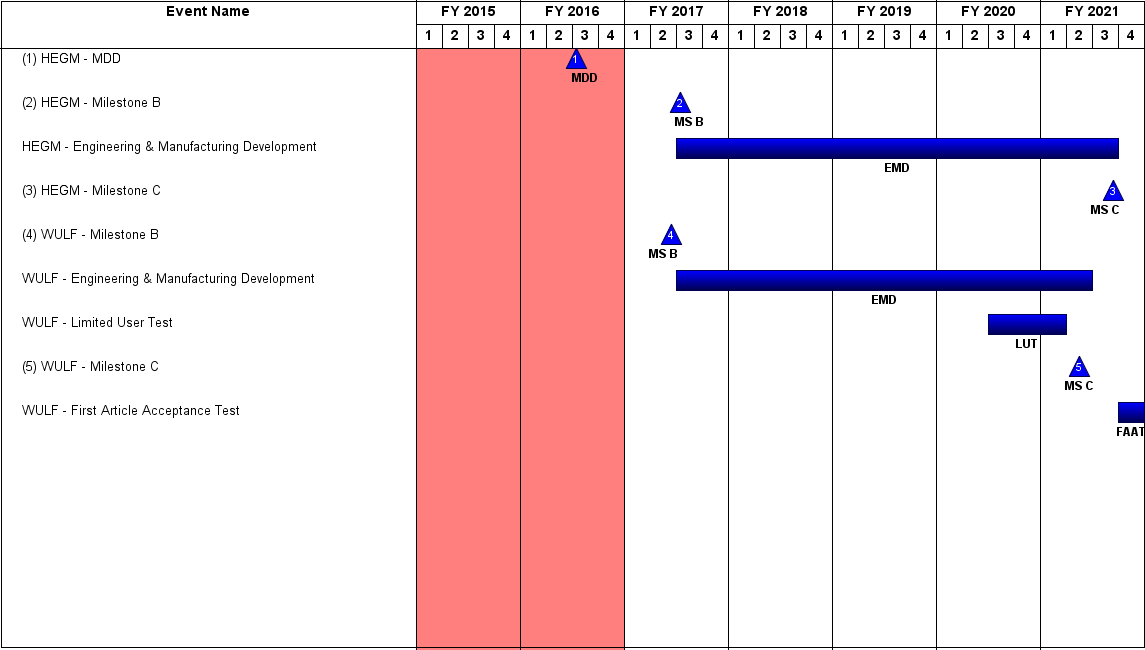 Event Name FY 2015 FY 2016 FY 2017 FY 2018 FY 2019 FY 2020 FY 2021
1 2 3 4 1 2 3 4 1 2 3 4 1 2 3 4 1 2 3 4 1 2 3 4 1 2 3 4
(1) HEGM - MDD 1
MDD
(2) HEGM - Milestone B 2
MS B
HEGM - Engineering & Manufacturing Development
EMD
(3) HEGM - Milestone C 3
MS C
(4) WULF - Milestone B 4
MS B
WULF - Engineering & Manufacturing Development
EMD
WULF - Limited User Test
LUT
(5) WULF - Milestone C 5
MS C
WULF - First Article Acceptance Test
FAAT